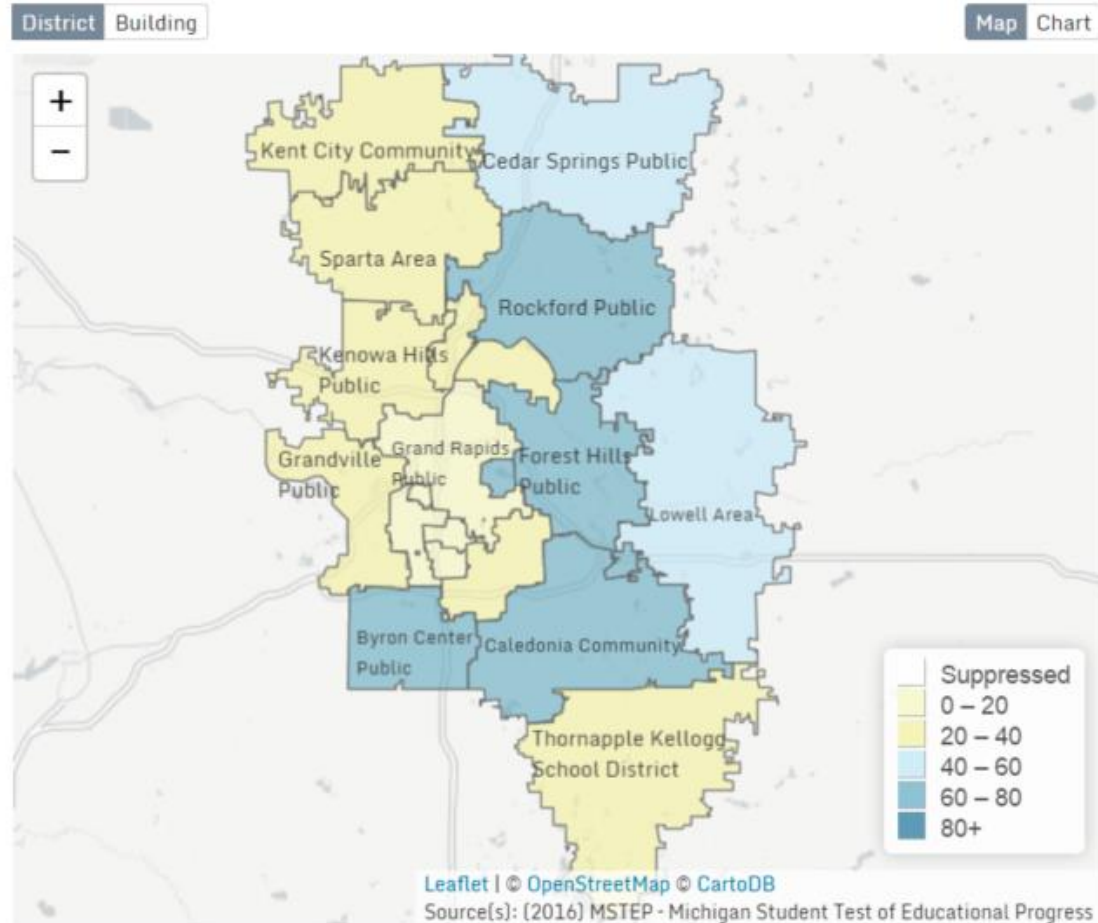 District Building
Map Chart
+
−
Kent City Community
Cedar Springs Public
Sparta Area
Rockford Public
Kenowa Hills
Public
Grand Rapids
Public
Grandville
Public
Forest Hills
Public
Lowell Area
Byron Center
Public
Caledonia Community
Thornapple Kellogg
School District
Suppressed
0 – 20
20 – 40
40 – 60
60 – 80
80+
Leaflet | © OpenStreetMap © CartoDB
Source(s): (2016) MSTEP - Michigan Student Test of Educational Progress